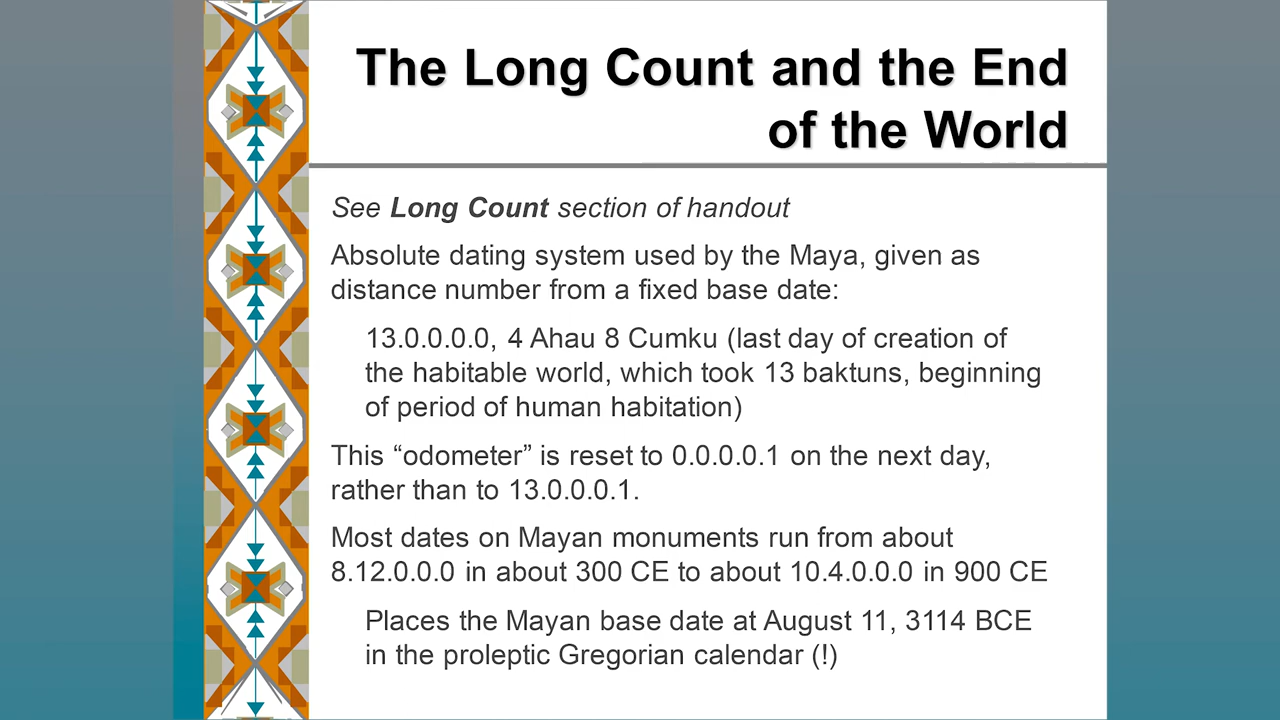 The Long Count and the End
of the World
See Long Count section of handout
Absolute dating system used by the Maya, given as
distance number from a fixed base date:
13.0.0.0.0, 4 Ahau 8 Cumku (last day of creation of
the habitable world, which took 13 baktuns, beginning
of period of human habitation)
This “odometer” is reset to 0.0.0.0.1 on the next day,
rather than to 13.0.0.0.1.
Most dates on Mayan monuments run from about
8.12.0.0.0 in about 300 CE to about 10.4.0.0.0 in 900 CE
Places the Mayan base date at August 11, 3114 BCE
in the proleptic Gregorian calendar (!)